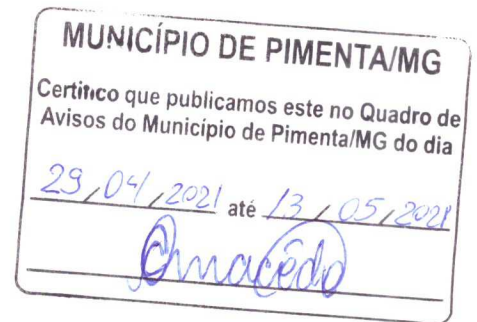 MUNICÍPIO DE PIMENTA/MG
Certifico que publicamos este no Quadro de
Avisos do Município de Pimenta/MG do dia
29/04/2021 até 13/05/2021
Omacêdo